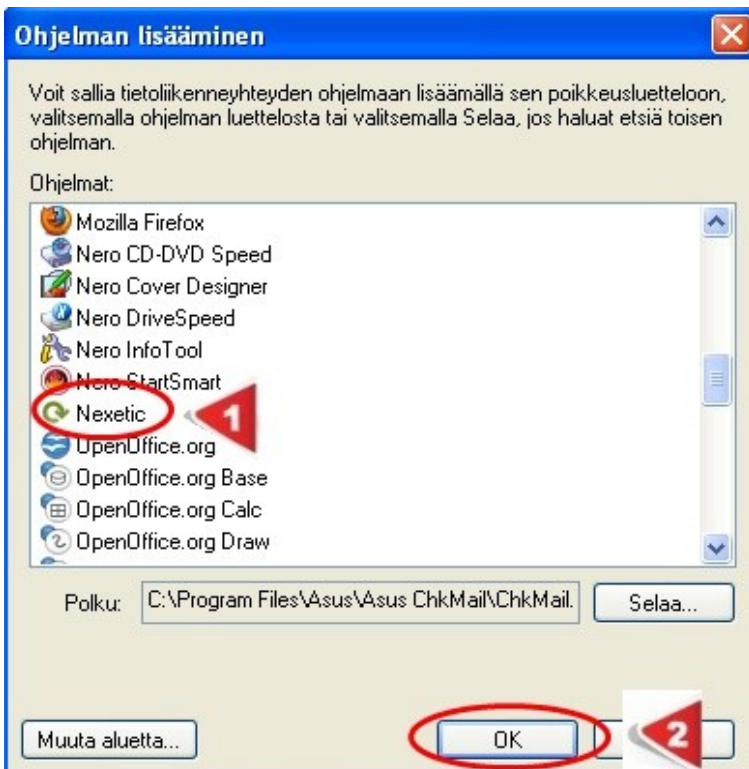 Ohjelman lisääminen
Voit sallia tietoliikenneyhteyden ohjelmaan lisäämällä sen poikkeusluetteloon,
valitsemalla ohjelman luettelosta tai valitsemalla Selaa, jos haluat etsiä toisen
ohjelman.
Ohjelmat:
Mozilla Firefox
Nero CD-DVD Speed
Nero Cover Designer
Nero DriveSpeed
Nero InfoTool
Nero StartSmart
Nexetic
1
OpenOffice.org
OpenOffice.org Base
OpenOffice.org Calc
OpenOffice.org Draw
Polku: C:\Program Files\Asus\Asus ChkMail\ChkMail. Selaa...
Muuta aluetta... OK 2